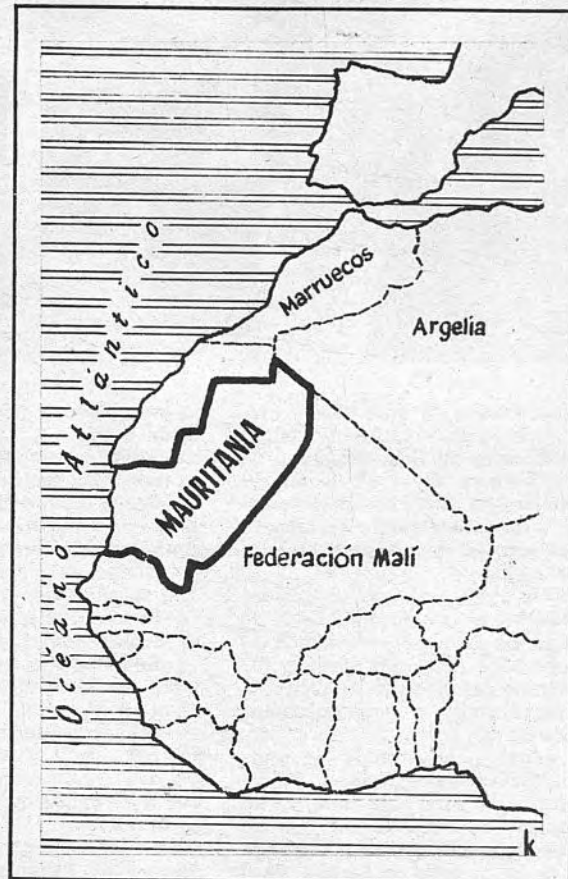 Océano Atlántico
Marruecos
Argelia
MAURITANIA
Federación Malí
k